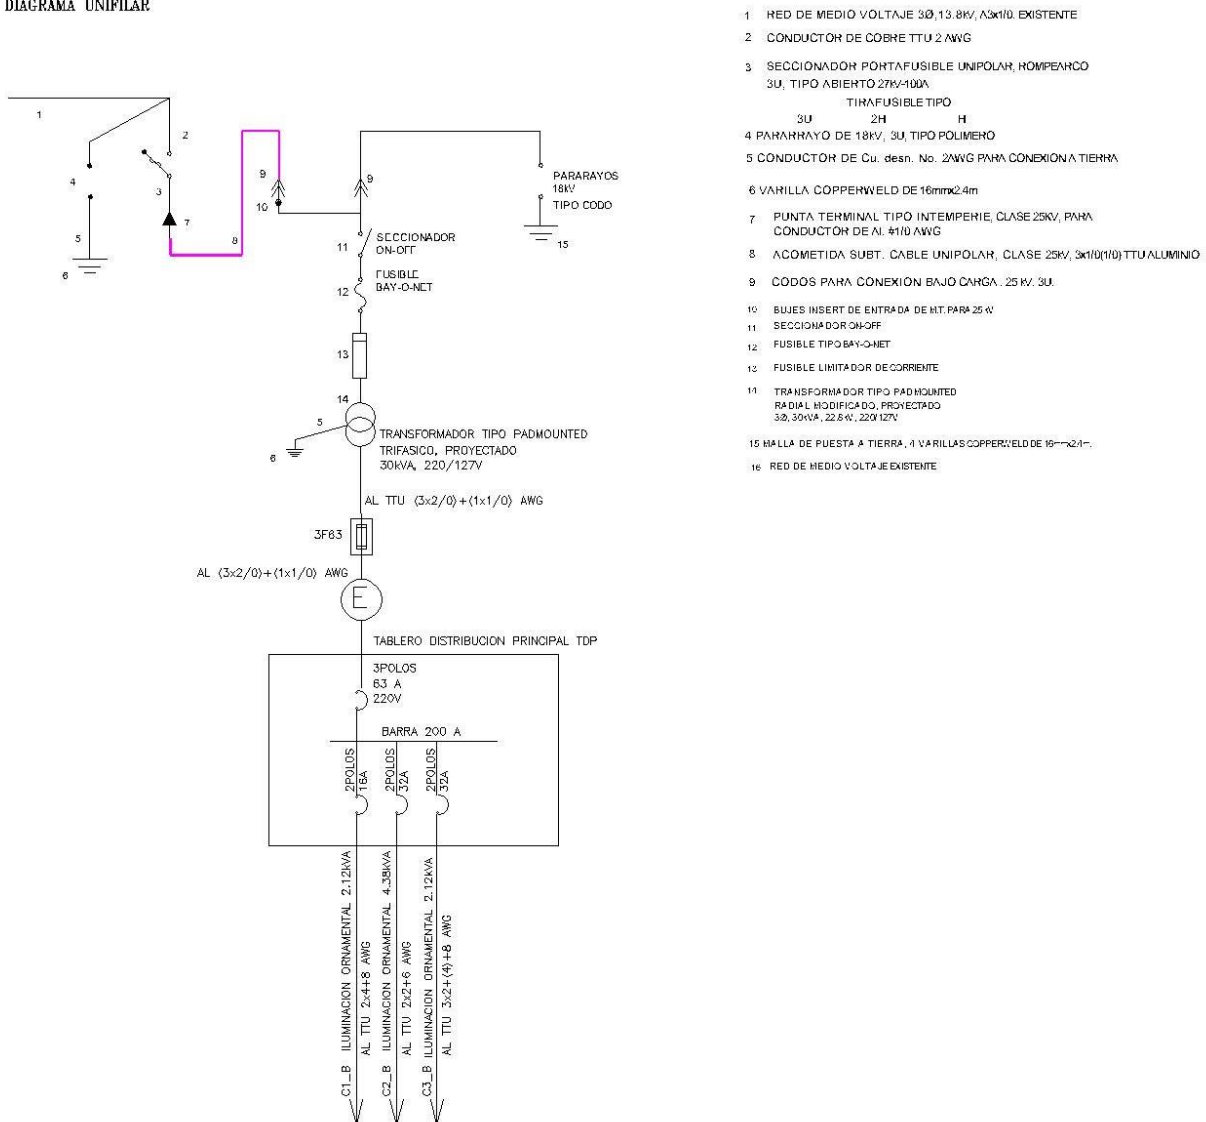 DIAGRAMA UNIFILAR
1
2
3
4
5
6
7
8
9
10
9
PARARAYOS
18kV
TIPO CODO
15
11
SECCIONADOR
ON-OFF
FUSIBLE
BAY-O-NET
12
13
14
5
6
TRANSFORMADOR TIPO PADMOUNTED
TRIFASICO, PROYECTADO
30kVA, 220/127V
AL TTU (3x2/0)+(1x1/0) AWG
3F63
AL (3x2/0)+(1x1/0) AWG
E
TABLERO DISTRIBUCION PRINCIPAL TDP
3POLOS
63 A
220V
BARRA 200 A
2POLOS
16A
2POLOS
32A
2POLOS
32A
C1_B ILUMINACION ORNAMENTAL 2.12kVA
AL TTU 2x4+8 AWG
C2_B ILUMINACION ORNAMENTAL 4.38kVA
AL TTU 2x2+6 AWG
C3_B ILUMINACION ORNAMENTAL 2.12kVA
AL TTU 3x2+(4)+8 AWG
1 RED DE MEDIO VOLTAJE 3Ø,13.8kV, A3x1/0. EXISTENTE
2 CONDUCTOR DE COBRE TTU 2 AWG
3 SECCIONADOR PORTAFUSIBLE UNIPOLAR, ROMPEARCO
3U, TIPO ABIERTO 27kV-100A
TIRAFUSIBLE TIPO
3U 2H H
4 PARARRAYO DE 18kV, 3U, TIPO POLIMERO
5 CONDUCTOR DE Cu. desn. No. 2AWG PARA CONEXION A TIERRA
6 VARILLA COPPERWELD DE 16mmx2.4m
7 PUNTA TERMINAL TIPO INTEMPERIE, CLASE 25KV, PARA
CONDUCTOR DE Al. #1/0 AWG
8 ACOMETIDA SUBT. CABLE UNIPOLAR, CLASE 25kV, 3x1/0(1/0) TTU ALUMINIO
9 CODOS PARA CONEXION BAJO CARGA . 25 kV. 3U.
10 BUJES INSERT DE ENTRADA DE M.T. PARA 25 kV
11 SECCIONADOR ON-OFF
12 FUSIBLE TIPO BAY-O-NET
13 FUSIBLE LIMITADOR DE CORRIENTE
14 TRANSFORMADOR TIPO PADMOUNTED
RADIAL MODIFICADO, PROYECTADO
3Ø, 30kVA, 22.8kV, 220/127V
15 MALLA DE PUESTA A TIERRA, 4 VARILLAS COPPERWELD DE 16mmx2.4m.
16 RED DE MEDIO VOLTAJE EXISTENTE